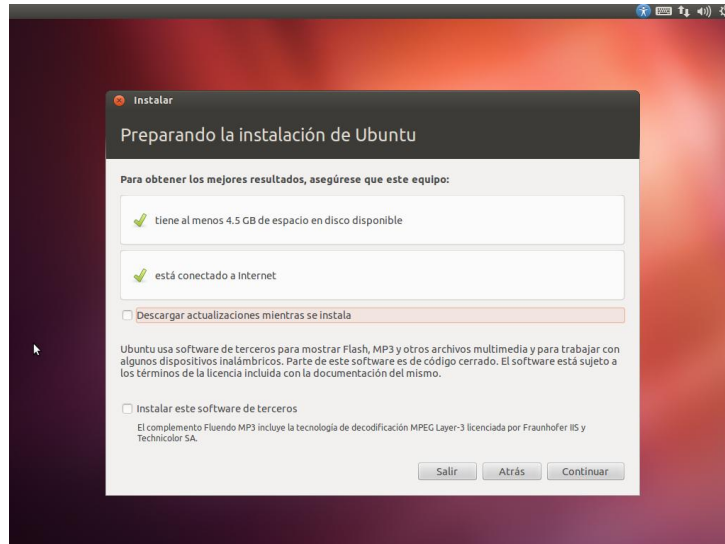 Instalar
Preparando la instalación de Ubuntu
Para obtener los mejores resultados, asegúrese que este equipo:
tiene al menos 4.5 GB de espacio en disco disponible
está conectado a Internet
Descargar actualizaciones mientras se instala
Ubuntu usa software de terceros para mostrar Flash, MP3 y otros archivos multimedia y para trabajar con
algunos dispositivos inalámbricos. Parte de este software es de código cerrado. El software está sujeto a
los términos de la licencia incluida con la documentación del mismo.
Instalar este software de terceros
El complemento Fluendo MP3 incluye la tecnología de decodificación MPEG Layer-3 licenciada por Fraunhofer IIS y
Technicolor SA.
Salir Atrás Continuar